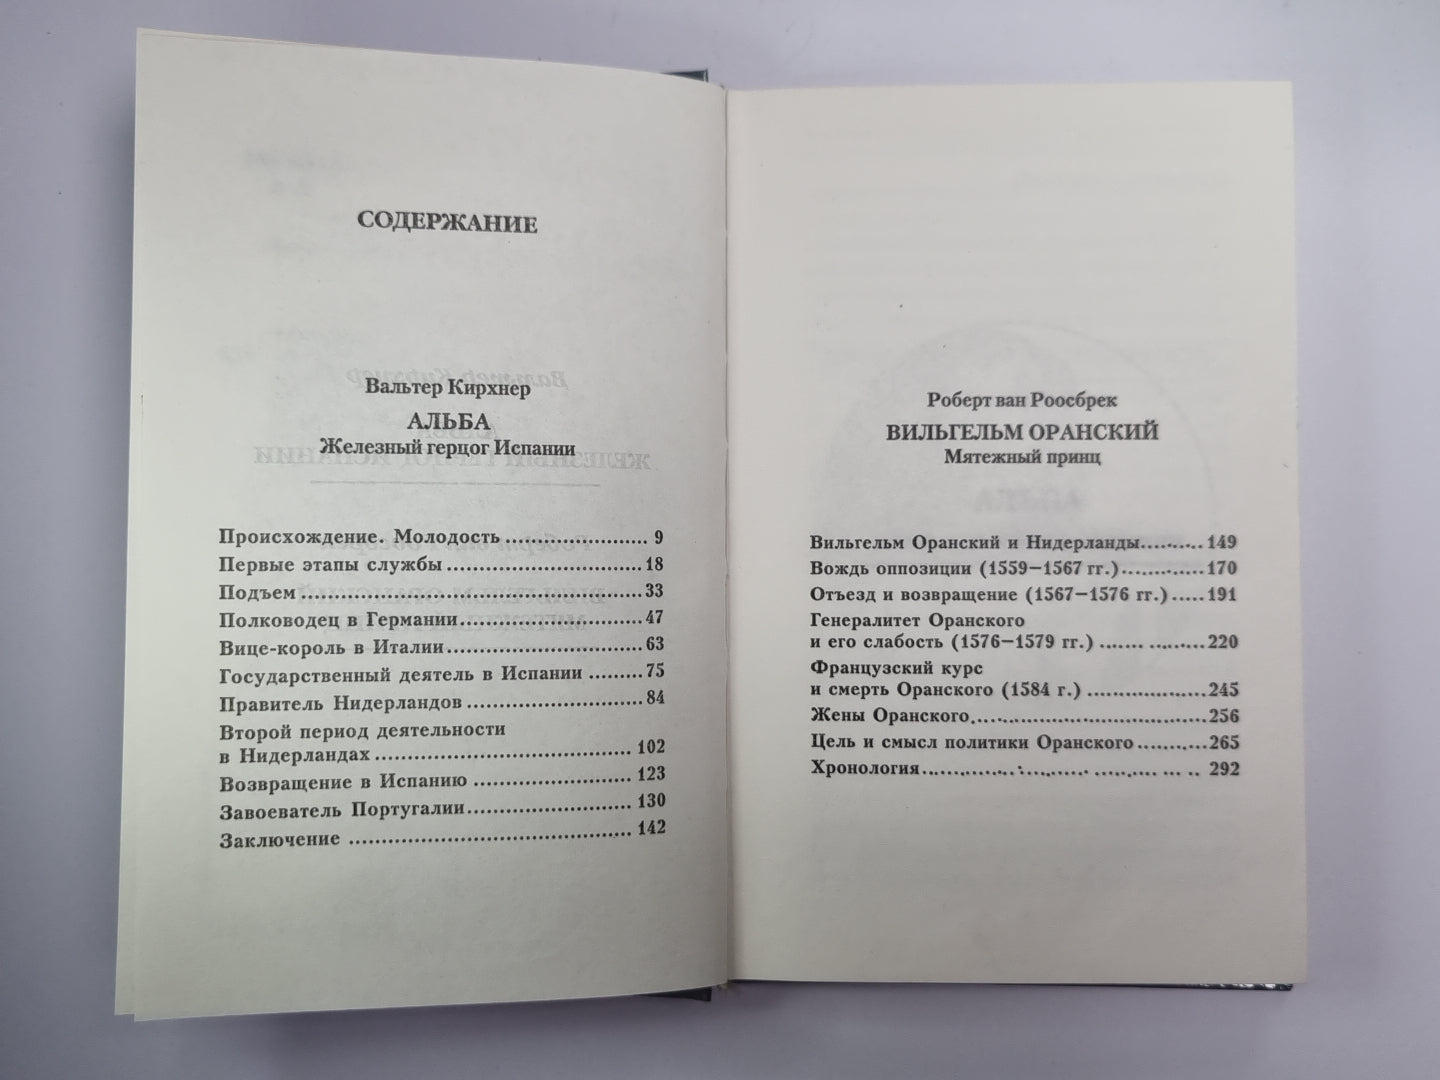 СОДЕРЖАНИЕ
Вальтер Кирхнер
АЛЬБА
Железный герцог Испании
Происхождение. Молодость ...................... 9
Первые этапы службы .............................. 18
Подъем ..................................................... 33
Полководец в Германии ............................ 47
Вице-король в Италии .............................. 63
Государственный деятель в Испании ......... 75
Правитель Нидерландов ........................... 84
Второй период деятельности
в Нидерландах ........................................ 102
Возвращение в Испанию ......................... 123
Завоеватель Португалии .......................... 130
Заключение ............................................ 142
Роберт ван Роосбрек
ВИЛЬГЕЛЬМ ОРАНСКИЙ
Мятежный принц
Вильгельм Оранский и Нидерланды .......... 149
Вождь оппозиции (1559—1567 гг.) ............. 170
Отъезд и возвращение (1567—1576 гг.) ..... 191
Генералитет Оранского
и его слабость (1576—1579 гг.) ................ 220
Французский курс
и смерть Оранского (1584 г.) .................. 245
Жены Оранского ..................................... 256
Цель и смысл политики Оранского ........... 265
Хронология ............................................ 292